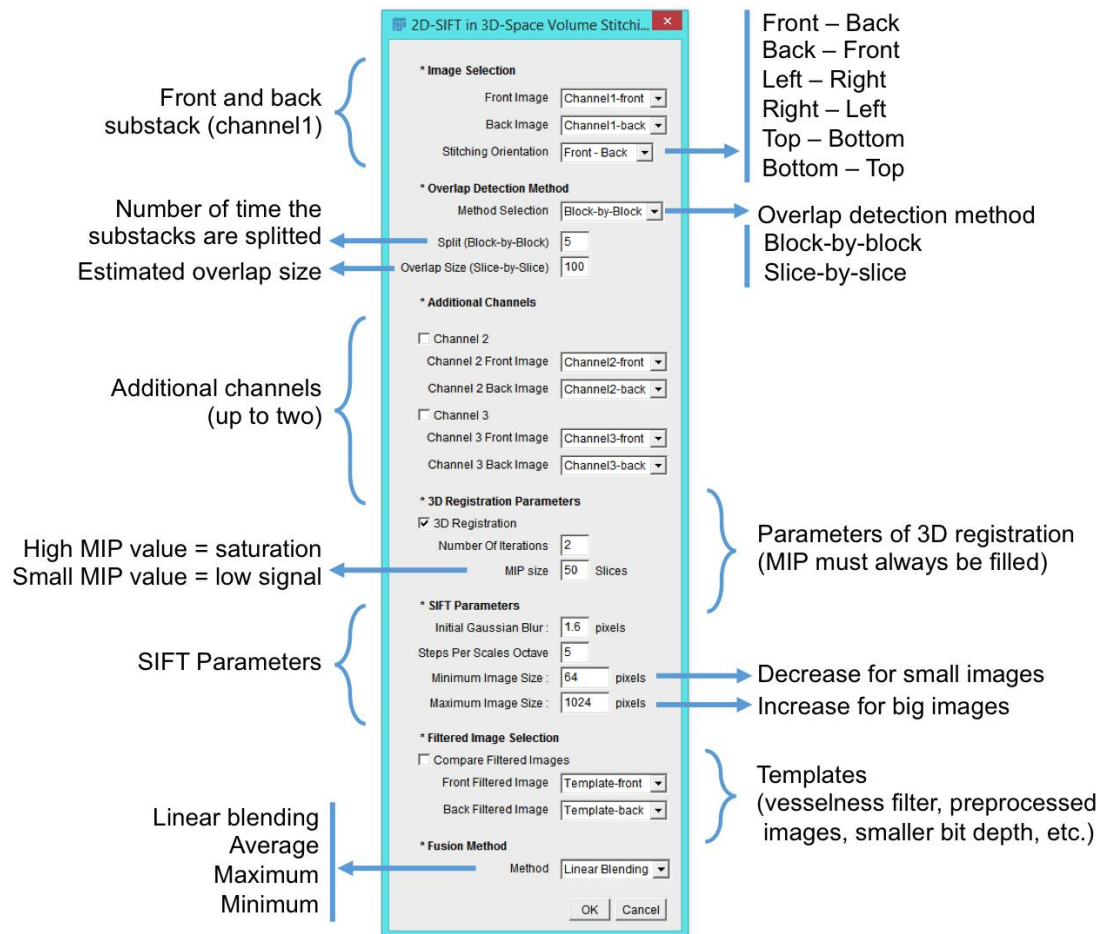 2D-SIFT in 3D-Space Volume Stitchi...
* Image Selection
Front Image Channel1-front
Back Image Channel1-back
Stitching Orientation Front - Back
Front and back
substack (channel1)
Front – Back
Back – Front
Left – Right
Right – Left
Top – Bottom
Bottom – Top
* Overlap Detection Method
Method Selection Block-by-Block
Split (Block-by-Block) 5
Overlap Size (Slice-by-Slice) 100
Number of time the
substacks are splitted
Estimated overlap size
Overlap detection method
Block-by-block
Slice-by-slice
* Additional Channels
Channel 2
Channel 2 Front Image Channel2-front
Channel 2 Back Image Channel2-back
Channel 3
Channel 3 Front Image Channel3-front
Channel 3 Back Image Channel3-back
Additional channels
(up to two)
* 3D Registration Parameters
3D Registration
Number Of Iterations 2
MIP size 50 Slices
High MIP value = saturation
Small MIP value = low signal
Parameters of 3D registration
(MIP must always be filled)
* SIFT Parameters
Initial Gaussian Blur : 1.6 pixels
Steps Per Scales Octave 5
Minimum Image Size : 64 pixels
Maximum Image Size : 1024 pixels
SIFT Parameters
Decrease for small images
Increase for big images
* Filtered Image Selection
Compare Filtered Images
Front Filtered Image Template-front
Back Filtered Image Template-back
Templates
(vesselness filter, preprocessed
images, smaller bit depth, etc.)
* Fusion Method
Method Linear Blending
Linear blending
Average
Maximum
Minimum
OK Cancel